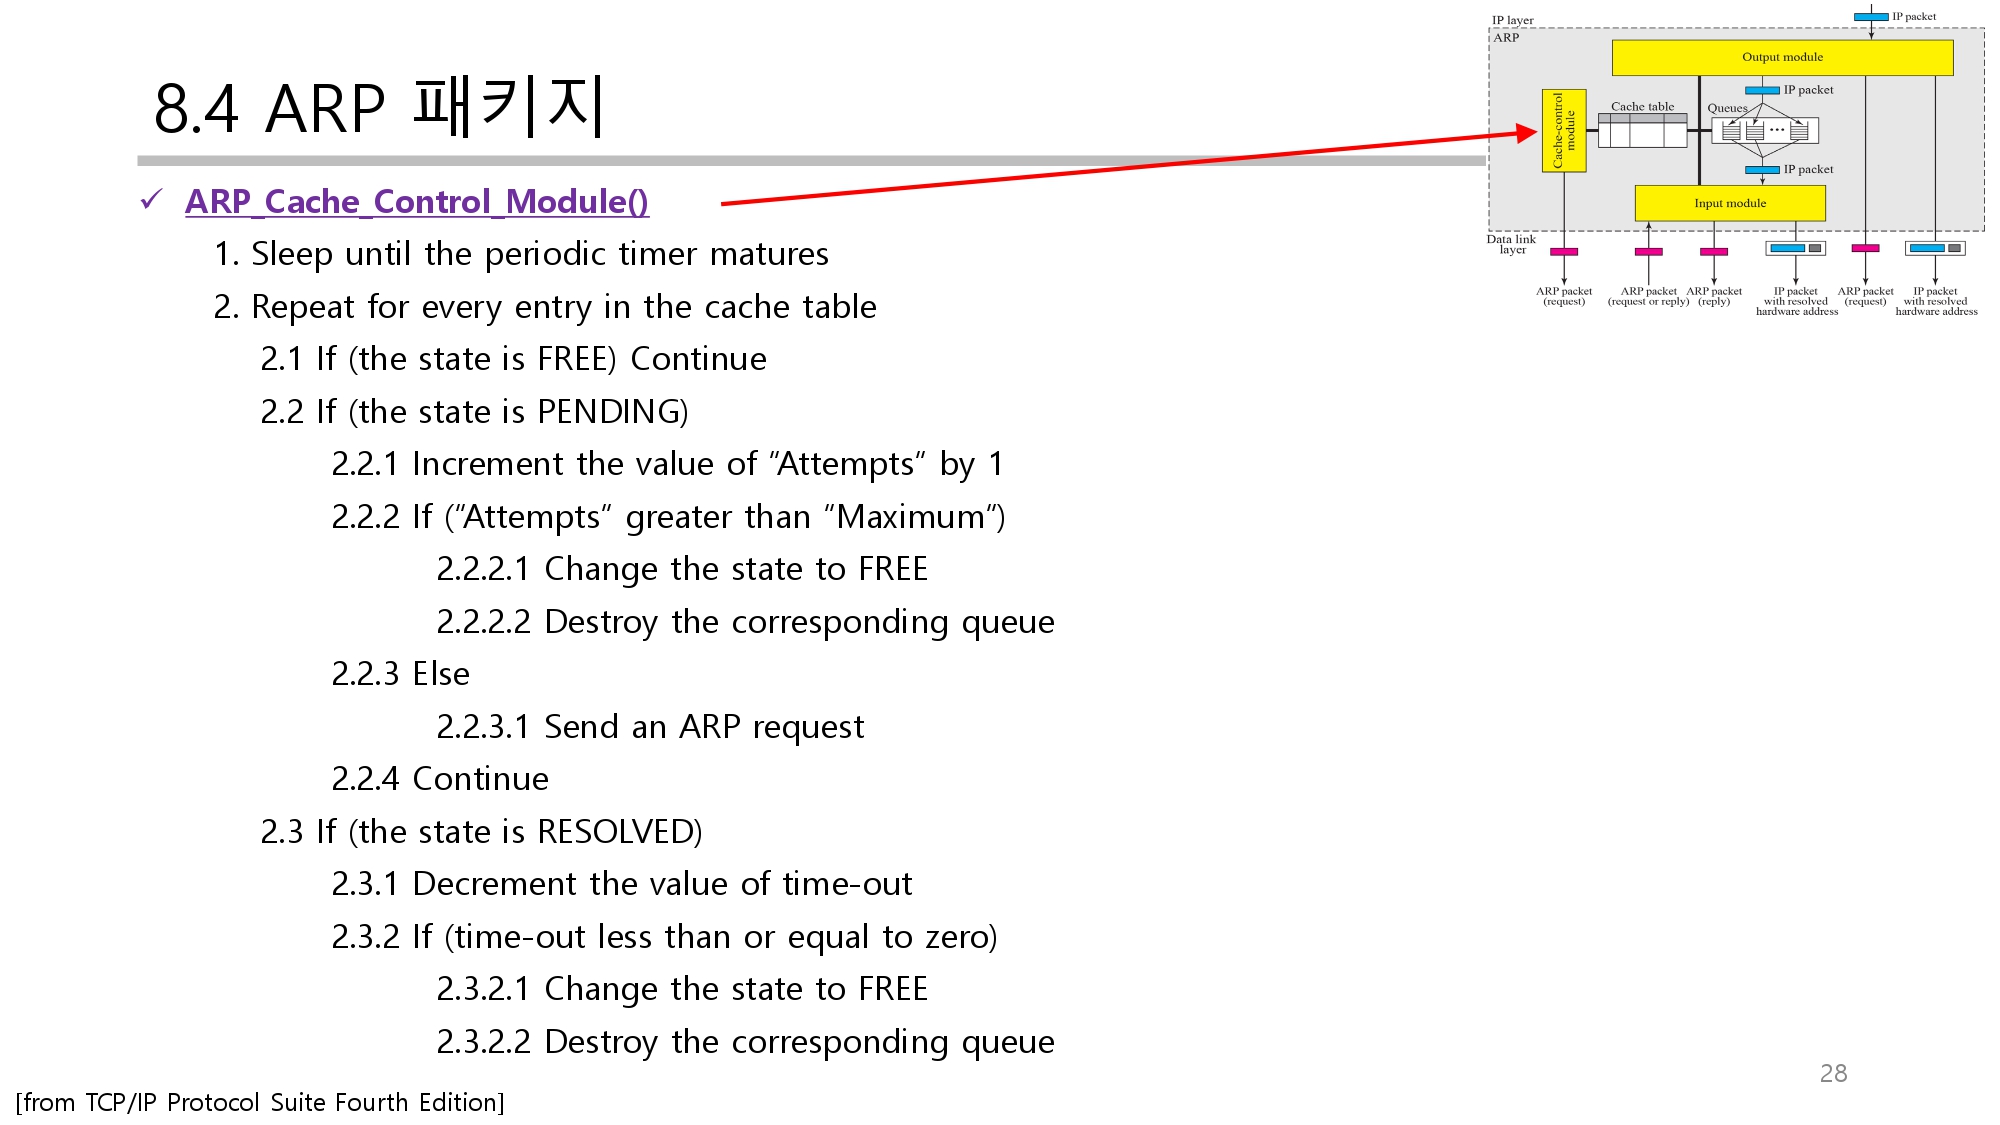 8.4 ARP 패키지
✓ ARP_Cache_Control_Module()
1. Sleep until the periodic timer matures
2. Repeat for every entry in the cache table
2.1 If (the state is FREE) Continue
2.2 If (the state is PENDING)
2.2.1 Increment the value of “Attempts” by 1
2.2.2 If (“Attempts” greater than “Maximum”)
2.2.2.1 Change the state to FREE
2.2.2.2 Destroy the corresponding queue
2.2.3 Else
2.2.3.1 Send an ARP request
2.2.4 Continue
2.3 If (the state is RESOLVED)
2.3.1 Decrement the value of time-out
2.3.2 If (time-out less than or equal to zero)
2.3.2.1 Change the state to FREE
2.3.2.2 Destroy the corresponding queue
[from TCP/IP Protocol Suite Fourth Edition]
28
IP layer
IP packet
ARP
Output module
IP packet
Cache-control
module
Cache table
Queues
IP packet
Input module
Data link
layer
ARP packet
(request)
ARP packet
(request or reply)
ARP packet
(reply)
IP packet
with resolved
hardware address
ARP packet
(request)
IP packet
with resolved
hardware address